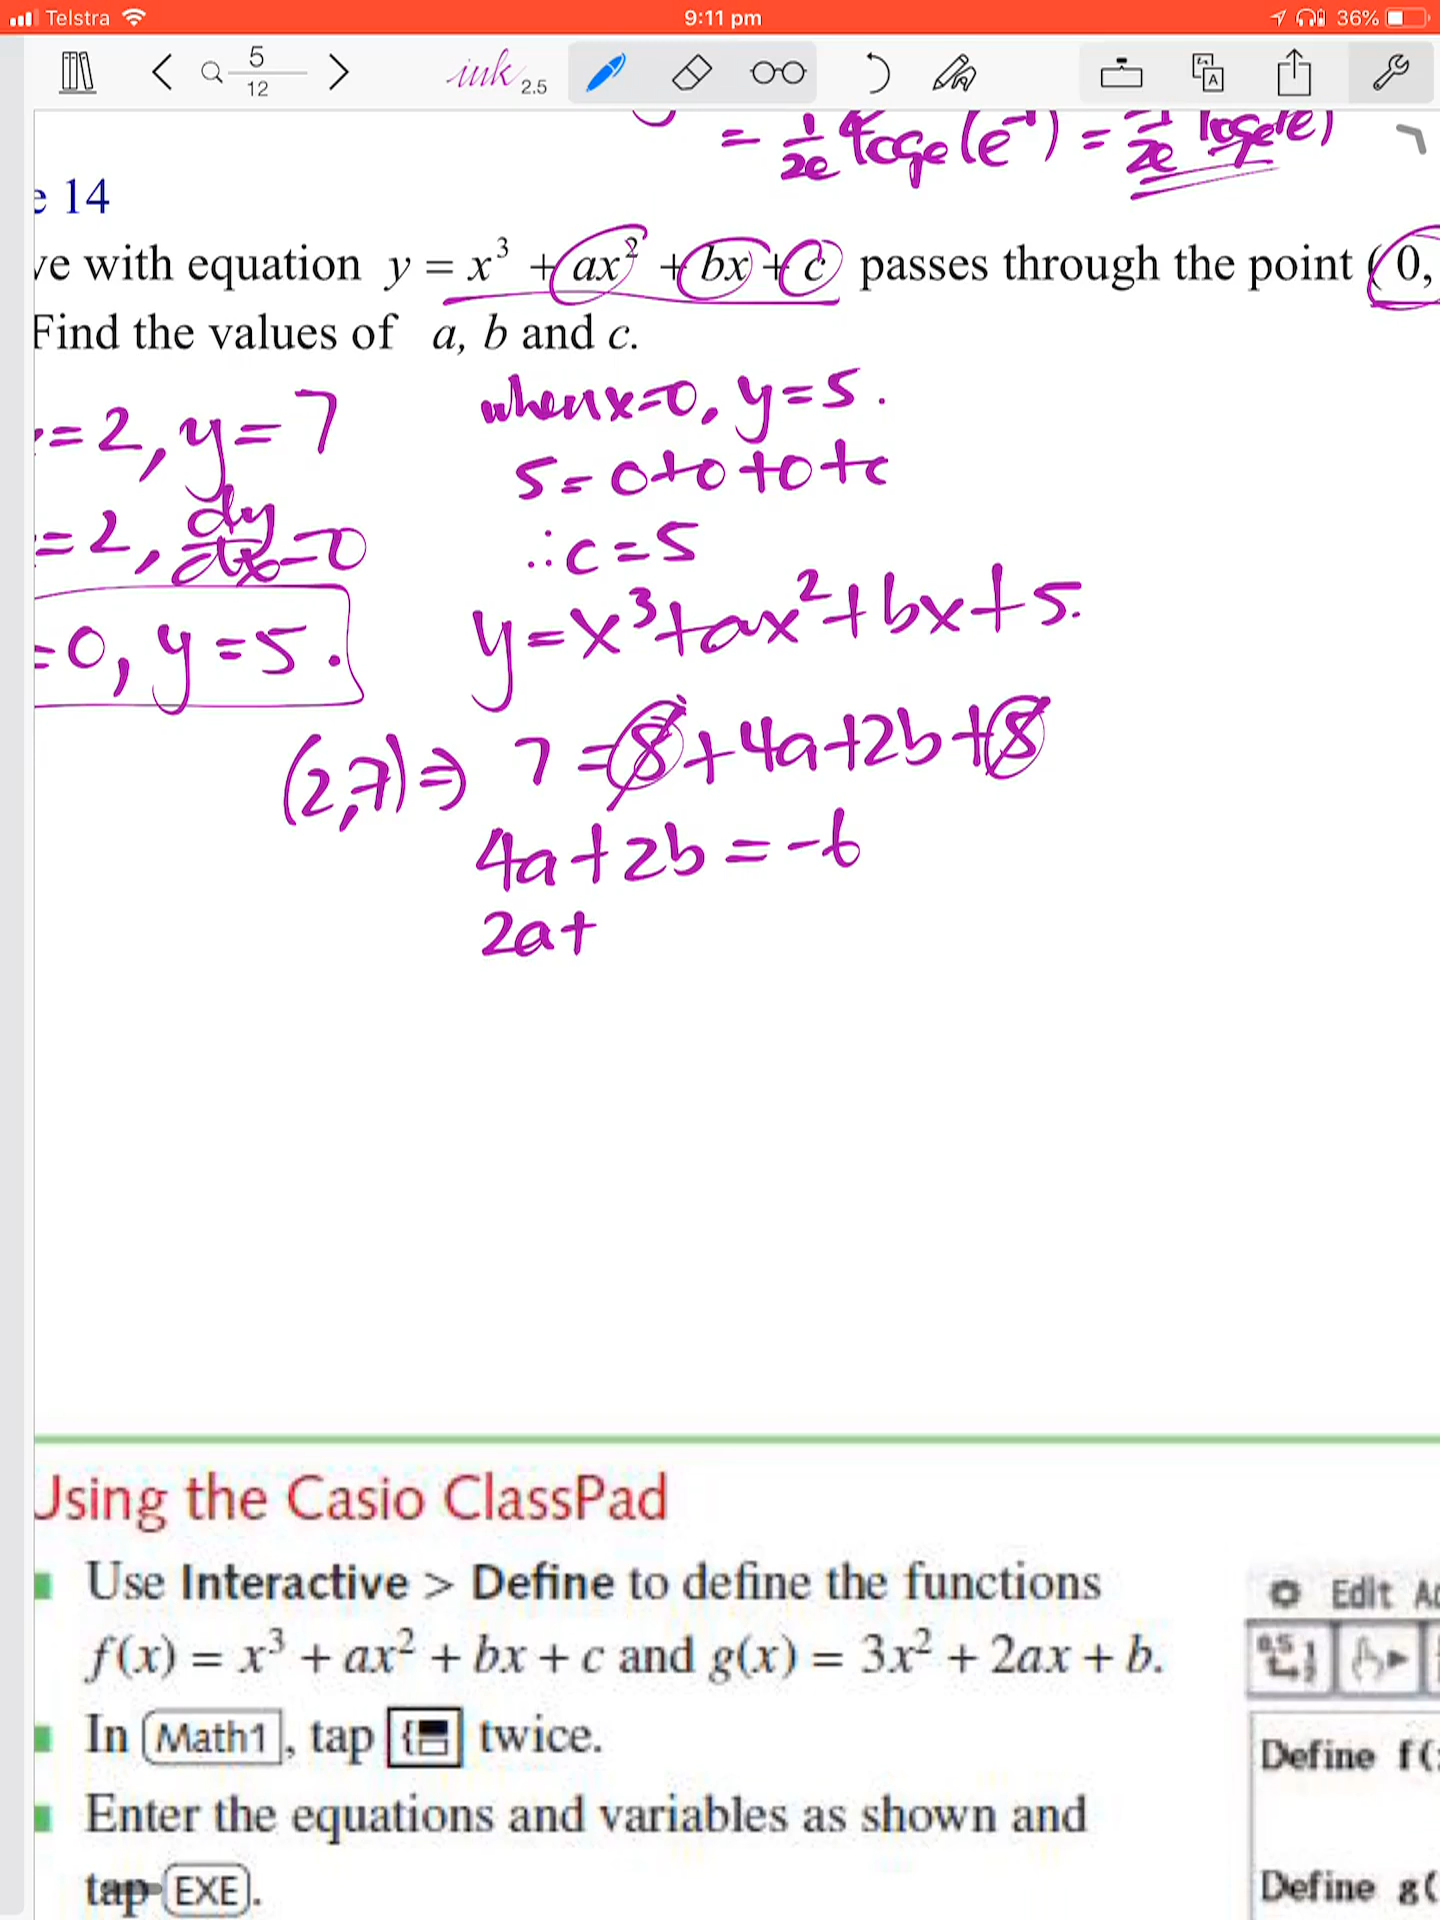 Telstra 9:11 pm 36%
5
12
ink 2.5
= 1/2e loge(e⁻¹) = -1/2e loge(e)
e 14
ve with equation y = x³ + ax² + bx + c passes through the point (0,
Find the values of a, b and c.
=2, y=7
=2, dy/dx=0
=0, y=5.
when x=0, y=5.
5=0+0+0+c
∴c=5
y=x³+ax²+bx+5.
(2,7)⇒ 7=8+4a+2b+8
4a+2b=-6
2a+
Using the Casio ClassPad
Use Interactive > Define to define the functions
f(x) = x³ + ax² + bx + c and g(x) = 3x² + 2ax + b.
In Math1, tap twice.
Enter the equations and variables as shown and
tap EXE.
Edit Ac
Define f(
Define g(